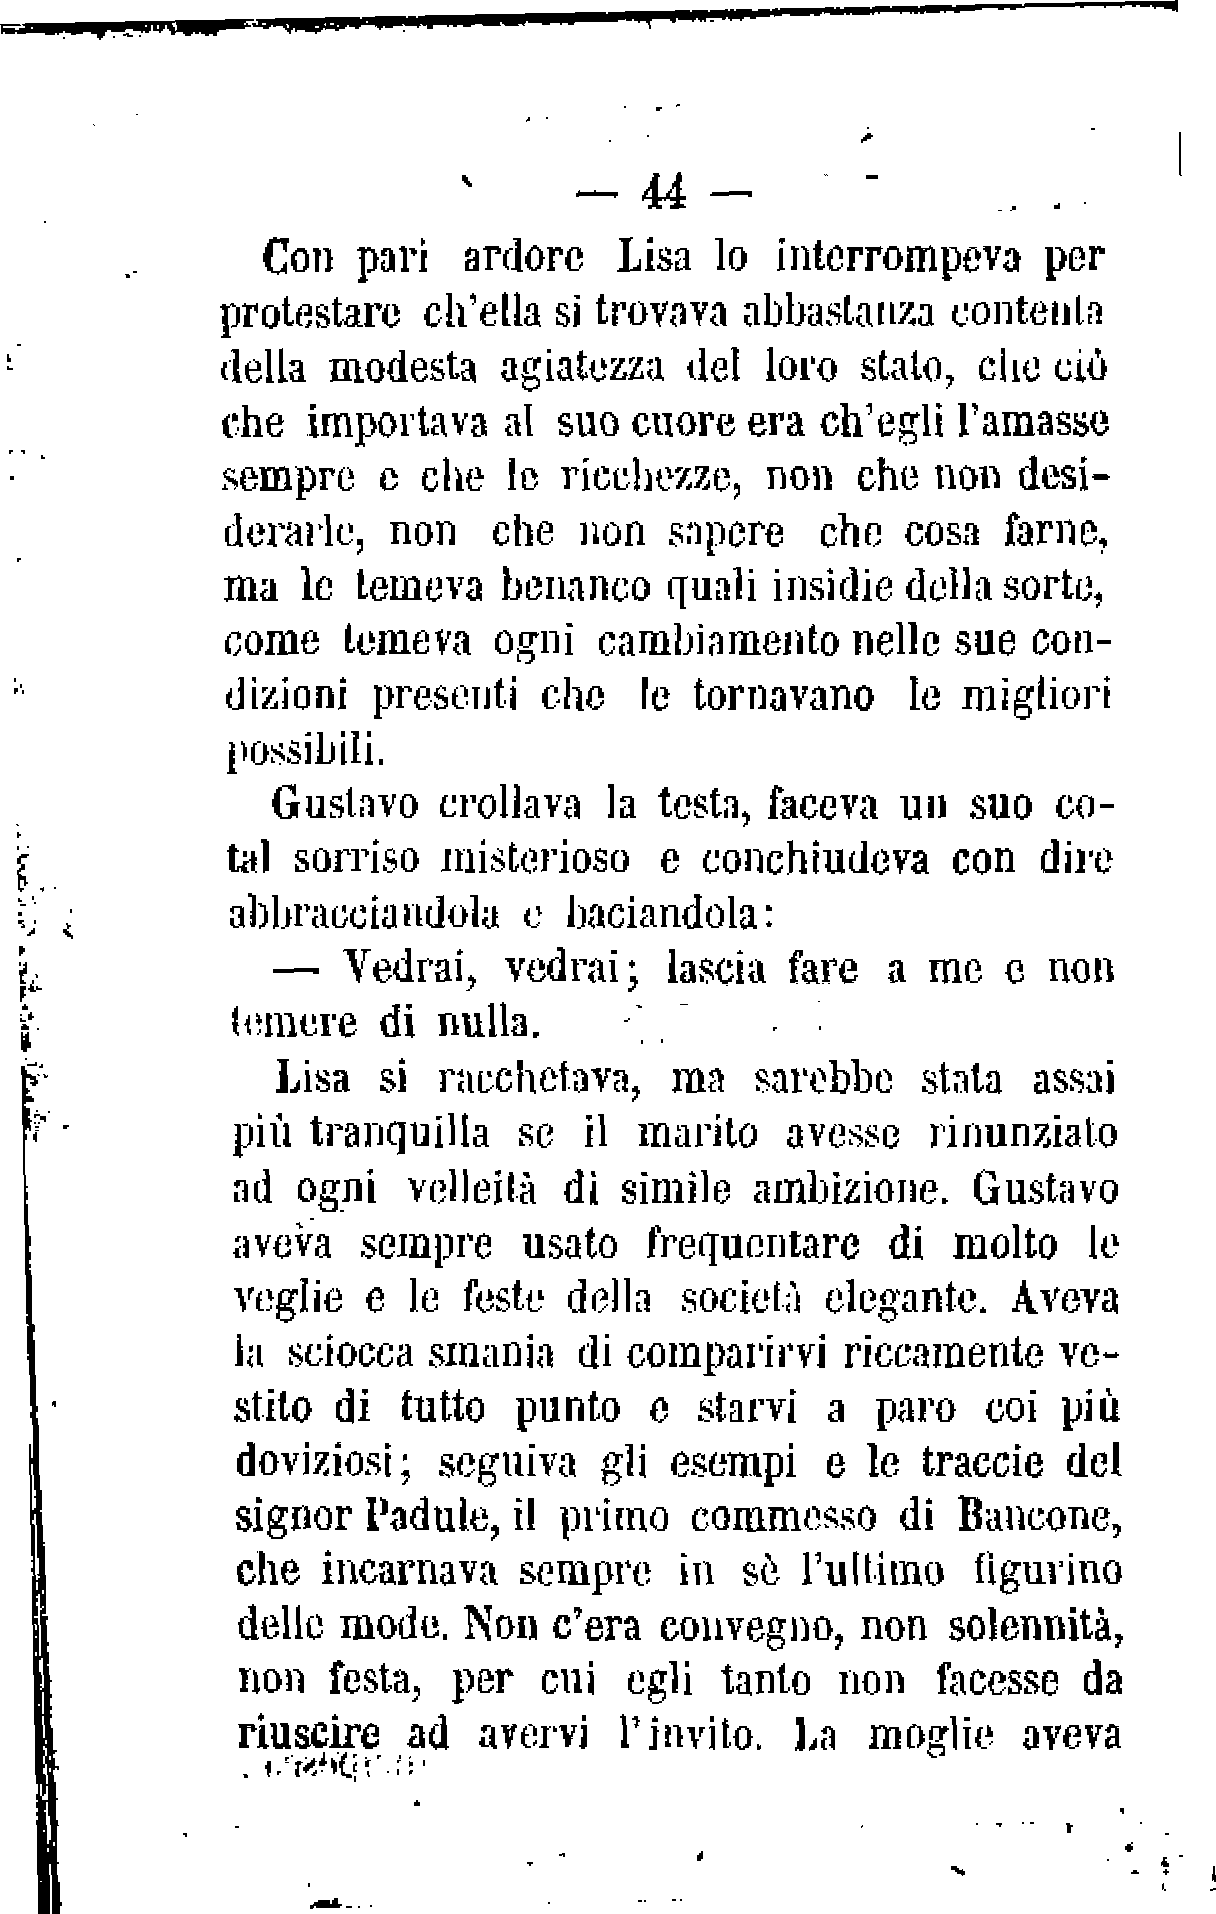 — 44 —
Con pari ardore Lisa lo interrompeva per
protestare ch'ella si trovava abbastanza contenta
della modesta agiatezza del loro stato, che ciò
che importava al suo cuore era ch'egli l'amasse
sempre e che le ricchezze, non che non desi-
derarle, non che non sapere che cosa farne,
ma le temeva benanco quali insidie della sorte,
come temeva ogni cambiamento nelle sue con-
dizioni presenti che le tornavano le migliori
possibili.
Gustavo crollava la testa, faceva un suo co-
tal sorriso misterioso e conchiudeva con dire
abbracciandola e baciandola:
— Vedrai, vedrai; lascia fare a me e non
temere di nulla.
Lisa si racchetava, ma sarebbe stata assai
più tranquilla se il marito avesse rinunziato
ad ogni velleità di simile ambizione. Gustavo
aveva sempre usato frequentare di molto le
veglie e le feste della società elegante. Aveva
la sciocca smania di comparirvi riccamente ve-
stito di tutto punto e starvi a paro coi più
doviziosi; seguiva gli esempi e le traccie del
signor Padule, il primo commesso di Bancone,
che incarnava sempre in sè l'ultimo figurino
delle mode. Non c'era convegno, non solennità,
non festa, per cui egli tanto non facesse da
riuscire ad avervi l'invito. La moglie aveva